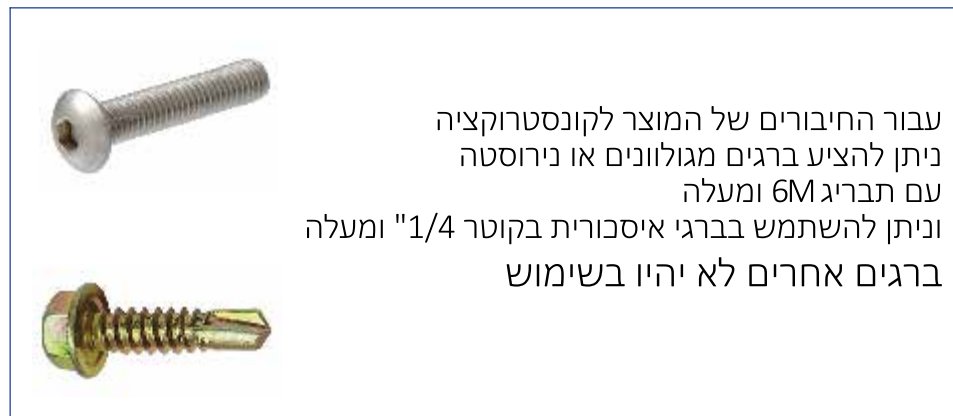 עבור החיבורים של המוצר לקונסטרוקציה
ניתן להציע ברגים מגולוונים או נירוסטה
עם תבריג 6M ומעלה
וניתן להשתמש בברגי איסכורית בקוטר 1/4" ומעלה
ברגים אחרים לא יהיו בשימוש